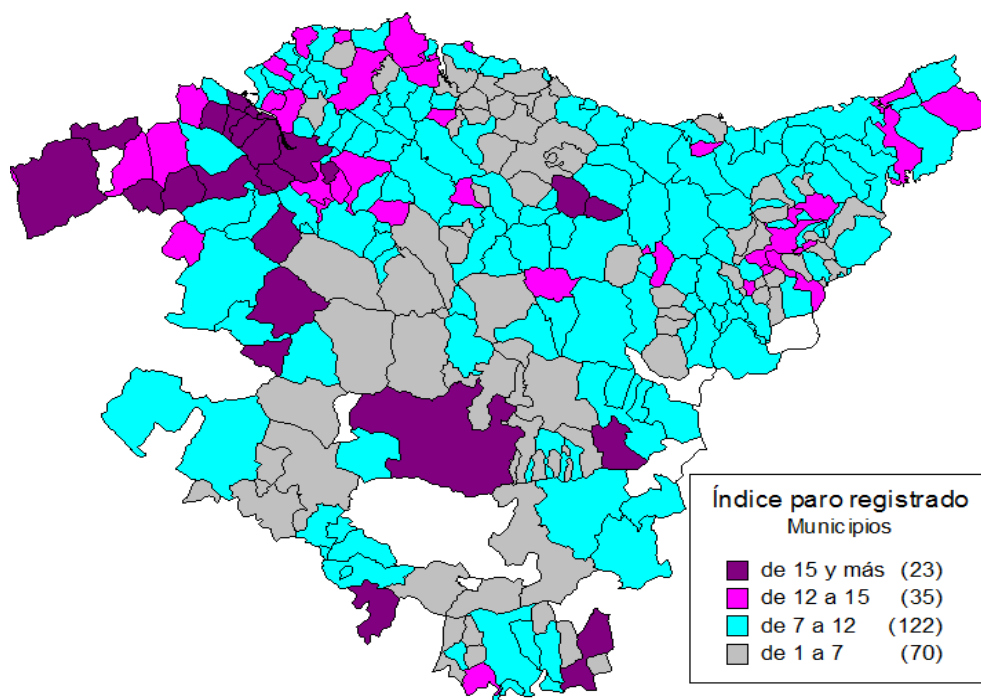 Índice paro registrado
Municipios
de 15 y más (23)
de 12 a 15 (35)
de 7 a 12 (122)
de 1 a 7 (70)